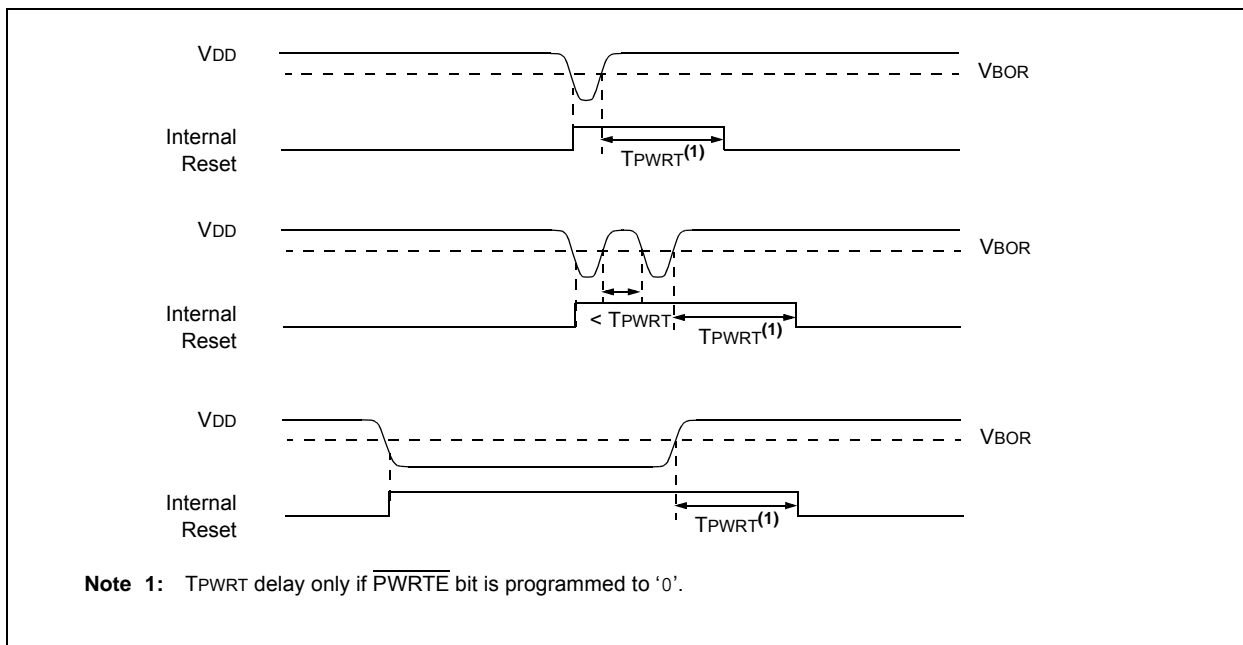 VDD
VBOR
Internal
Reset
TPWRT(1)
VDD
VBOR
Internal
Reset
< TPWRT
TPWRT(1)
VDD
VBOR
Internal
Reset
TPWRT(1)
Note 1: TPWRT delay only if PWRTE bit is programmed to ‘0’.